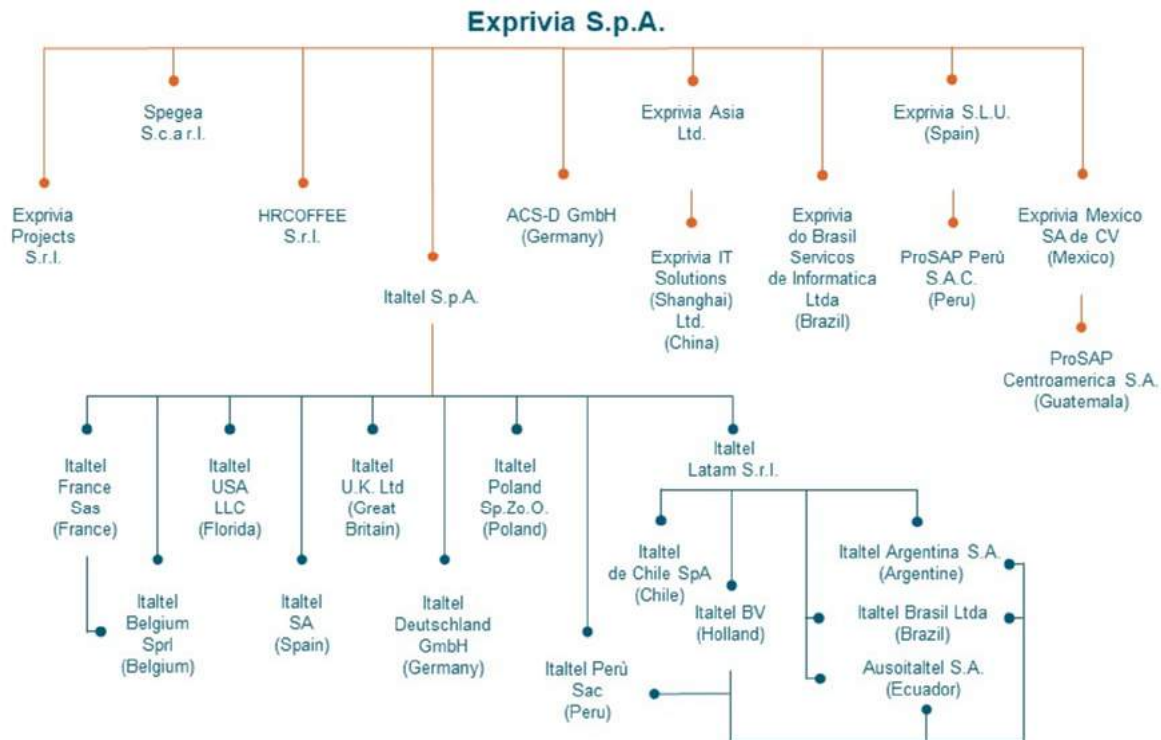 Exprivia S.p.A.
Spegea
S.c.a r.l.
Exprivia Asia
Ltd.
Exprivia S.L.U.
(Spain)
Exprivia
Projects
S.r.l.
HRCOFFEE
S.r.l.
ACS-D GmbH
(Germany)
Exprivia
do Brasil
Servicos
de Informatica
Ltda
(Brazil)
Exprivia Mexico
SA de CV
(Mexico)
Exprivia IT
Solutions
(Shanghai)
Ltd.
(China)
ProSAP Perù
S.A.C.
(Peru)
Italtel S.p.A.
ProSAP
Centroamerica S.A.
(Guatemala)
Italtel
France
Sas
(France)
Italtel
USA
LLC
(Florida)
Italtel
U.K. Ltd
(Great
Britain)
Italtel
Poland
Sp.Zo.O.
(Poland)
Italtel
Latam S.r.l.
Italtel
de Chile SpA
(Chile)
Italtel Argentina S.A.
(Argentine)
Italtel
Belgium
Sprl
(Belgium)
Italtel
SA
(Spain)
Italtel
Deutschland
GmbH
(Germany)
Italtel BV
(Holland)
Italtel Brasil Ltda
(Brazil)
Italtel Perù
Sac
(Peru)
Ausoitaltel S.A.
(Ecuador)